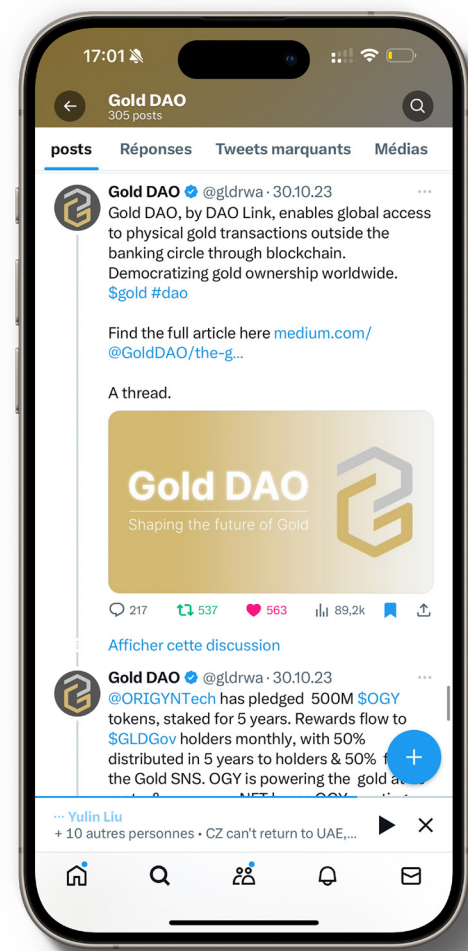 17:01
Gold DAO
305 posts
posts Réponses Tweets marquants Médias
Gold DAO @gldrwa · 30.10.23
Gold DAO, by DAO Link, enables global access
to physical gold transactions outside the
banking circle through blockchain.
Democratizing gold ownership worldwide.
$gold #dao
Find the full article here medium.com/
@GoldDAO/the-g...
A thread.
Gold DAO
Shaping the future of Gold
217 537 563 89,2k
Afficher cette discussion
Gold DAO @gldrwa · 30.10.23
@ORIGYNTech has pledged 500M $OGY
tokens, staked for 5 years. Rewards flow to
$GLDGov holders monthly, with 50%
distributed in 5 years to holders & 50%
the Gold SNS. OGY is powering the gold
··· Yulin Liu
+ 10 autres personnes • CZ can't return to UAE,...